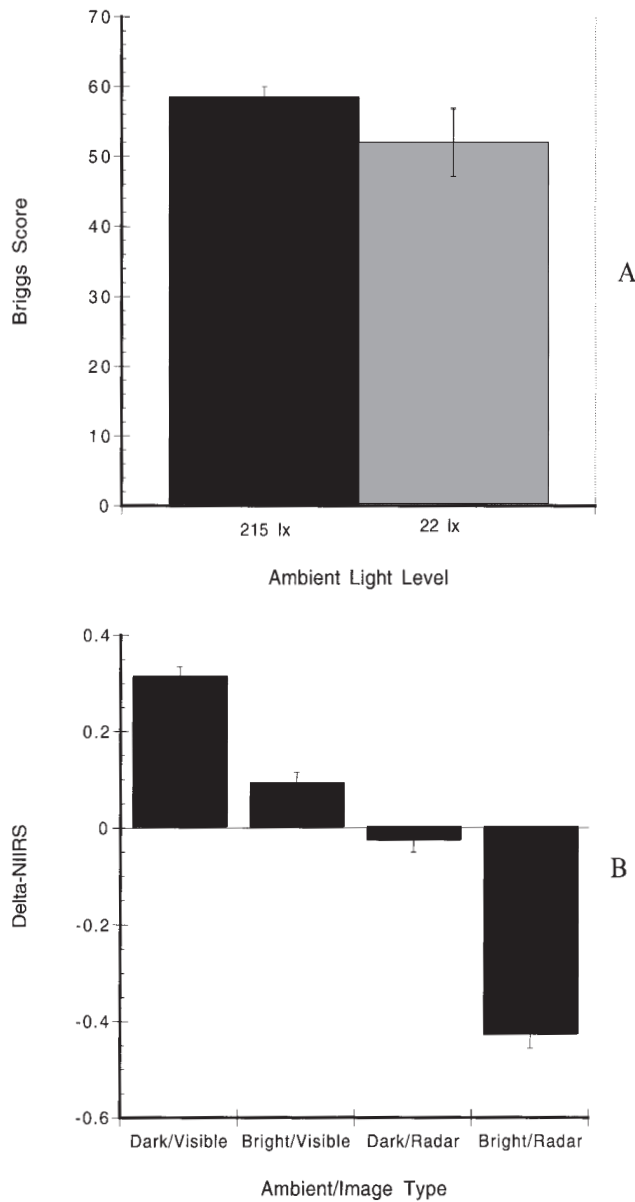 70
60
50
40
30
20
10
0
Briggs Score
215 lx 22 lx
Ambient Light Level
A
0.4
0.2
0
-0.2
-0.4
-0.6
Delta-NIIRS
Dark/Visible Bright/Visible Dark/Radar Bright/Radar
Ambient/Image Type
B